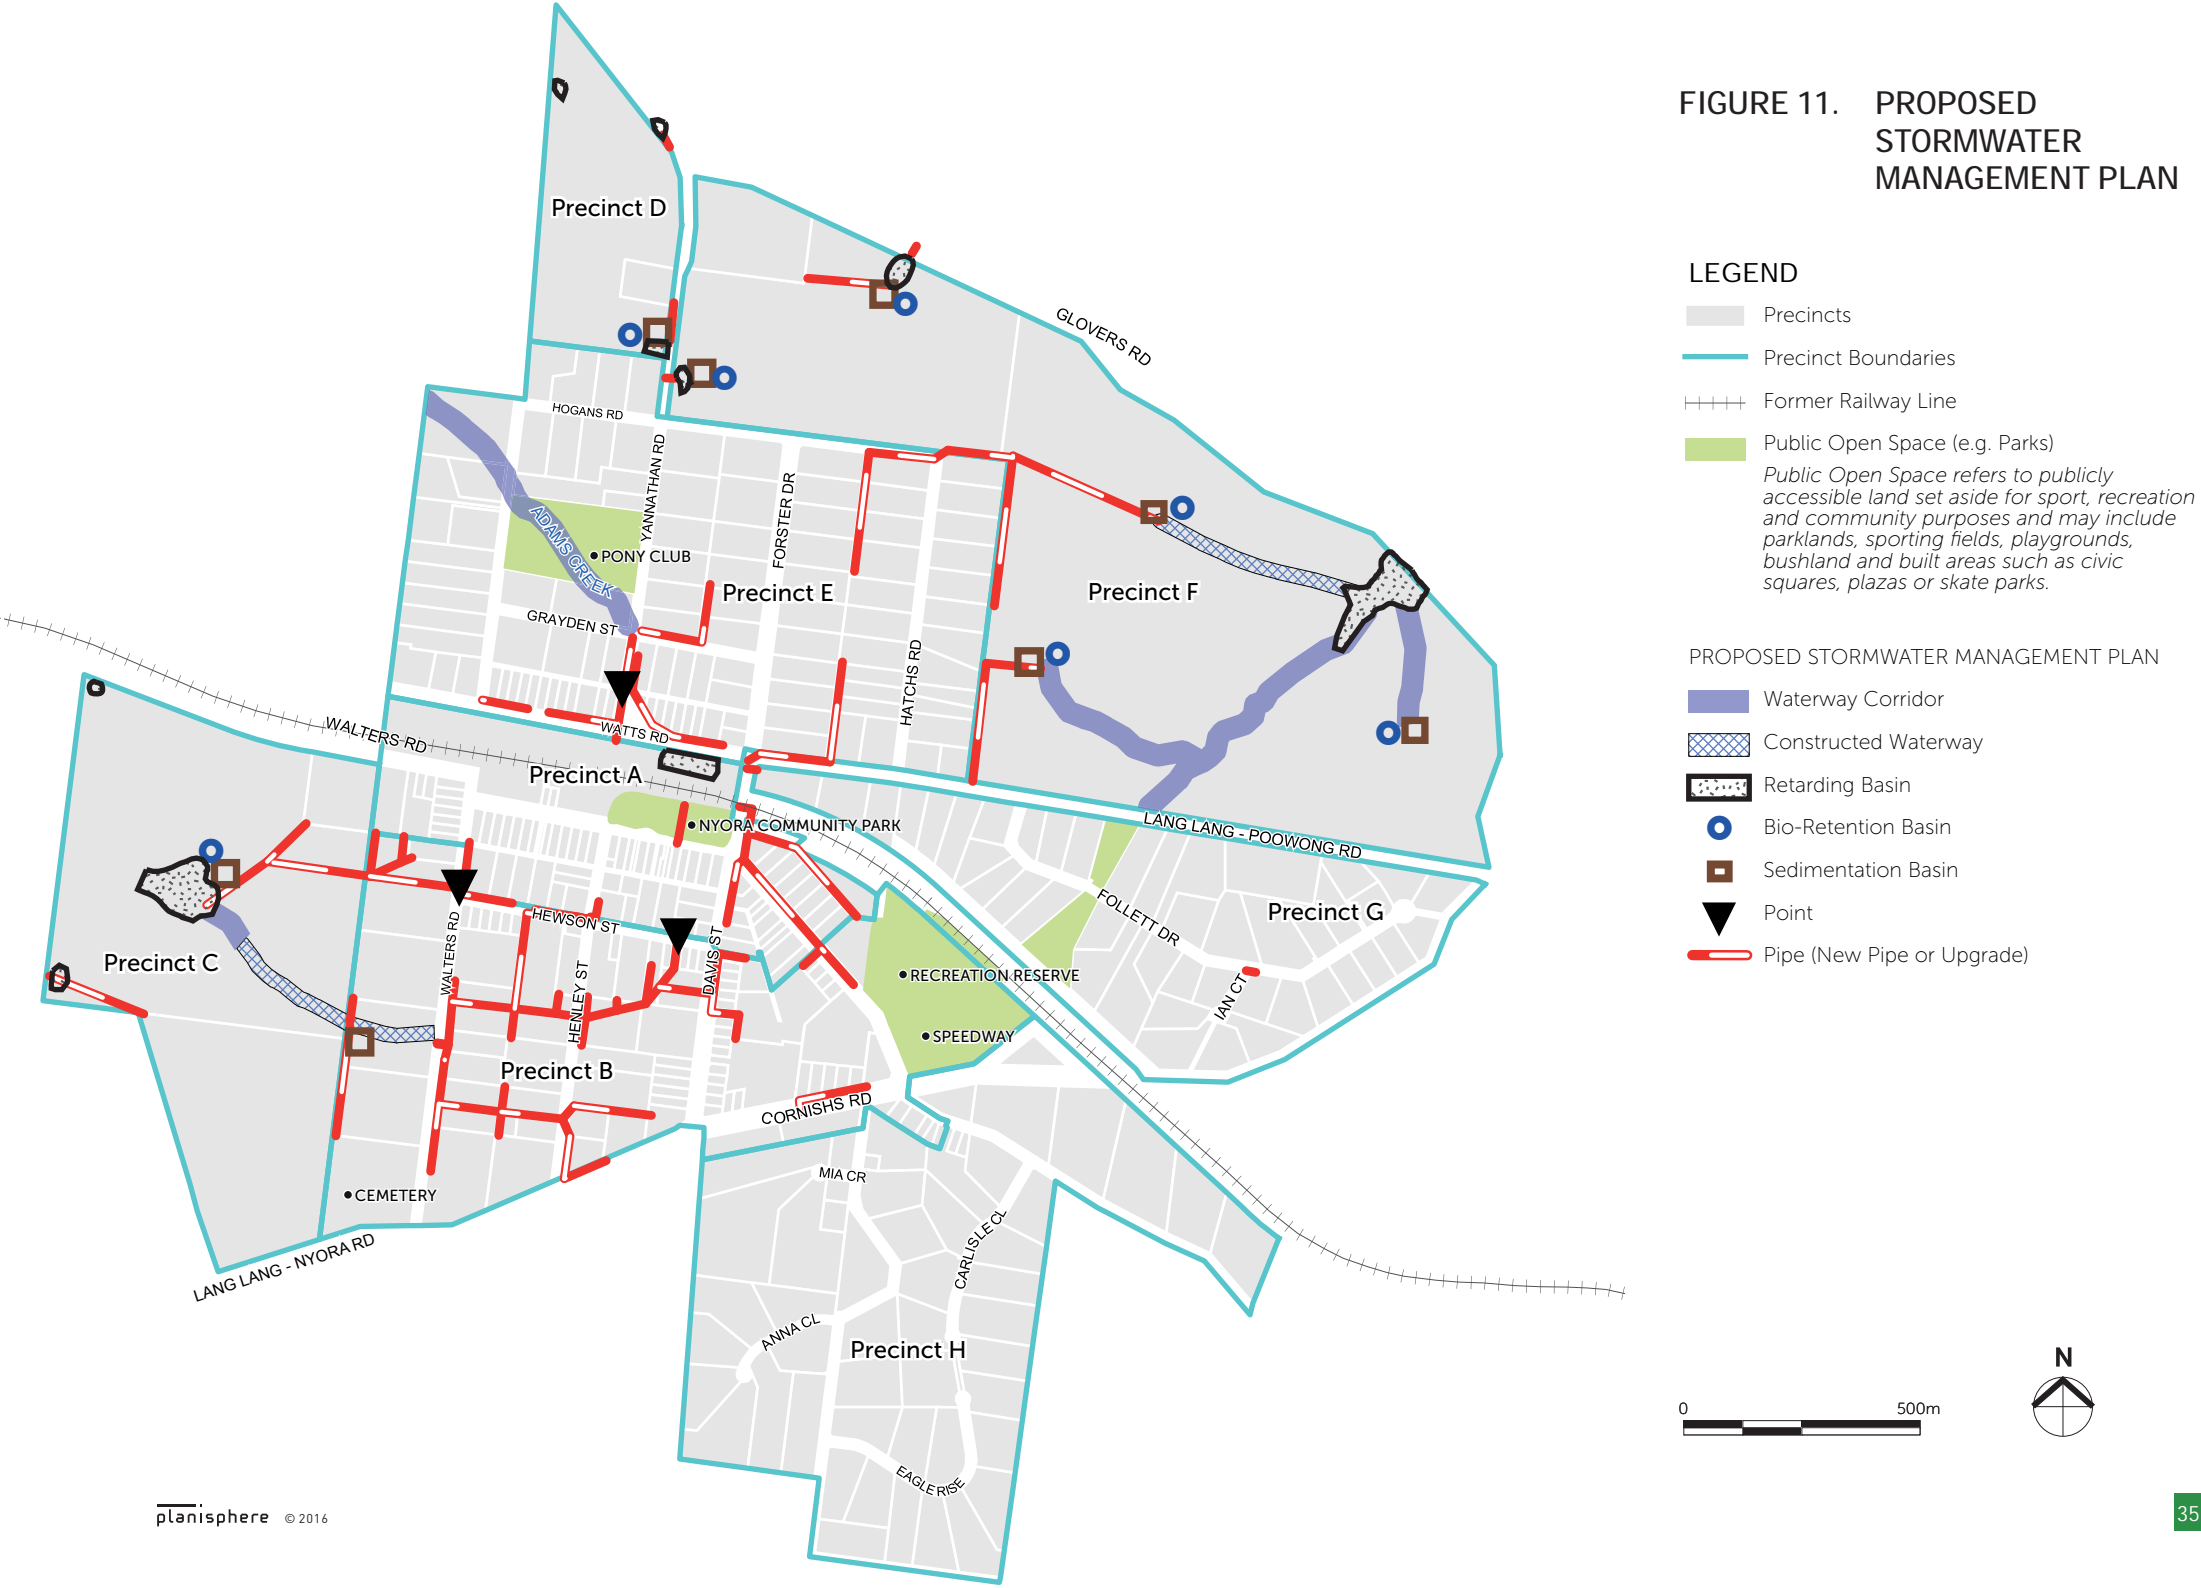 FIGURE 11. PROPOSED
STORMWATER
MANAGEMENT PLAN
LEGEND
Precincts
Precinct Boundaries
Former Railway Line
Public Open Space (e.g. Parks)
Public Open Space refers to publicly
accessible land set aside for sport, recreation
and community purposes and may include
parklands, sporting fields, playgrounds,
bushland and built areas such as civic
squares, plazas or skate parks.
PROPOSED STORMWATER MANAGEMENT PLAN
Waterway Corridor
Constructed Waterway
Retarding Basin
Bio-Retention Basin
Sedimentation Basin
Point
Pipe (New Pipe or Upgrade)
Precinct D
GLOVERS RD
HOGANS RD
YANNATHAN RD
FORSTER DR
ADAMS CREEK
PONY CLUB
Precinct E
Precinct F
GRAYDEN ST
HATCHS RD
WALTERS RD
WATTS RD
Precinct A
NYORA COMMUNITY PARK
LANG LANG - POOWONG RD
FOLLETT DR
Precinct G
HEWSON ST
WALTERS RD
DAVIS ST
HENLEY ST
Precinct C
RECREATION RESERVE
IAN CT
SPEEDWAY
Precinct B
CORNISHS RD
MIA CR
CEMETERY
CARLISLE CL
LANG LANG - NYORA RD
ANNA CL
Precinct H
EAGLE RISE
N
0 500m
planisphere © 2016
35